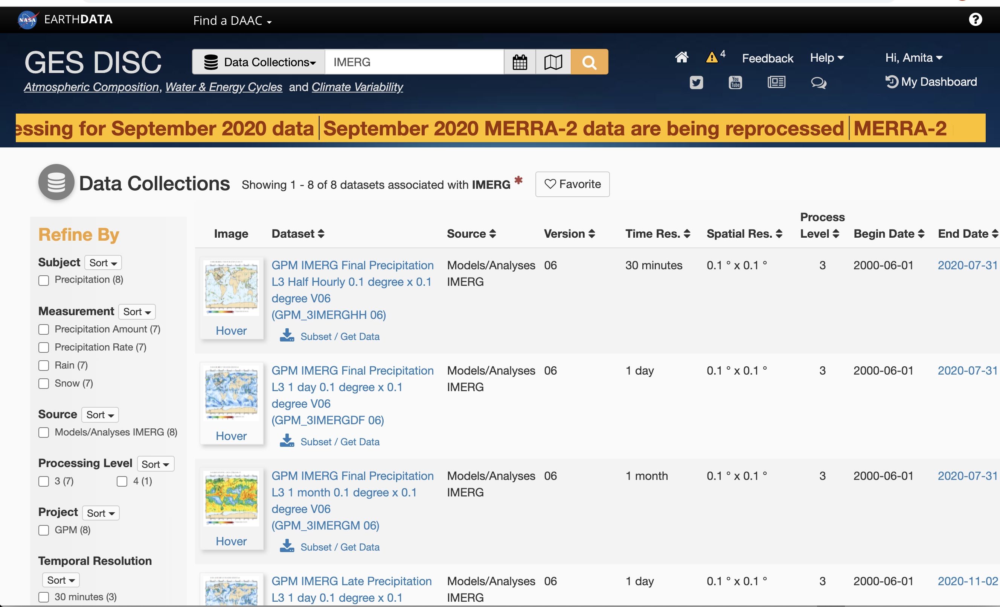 NASA EARTHDATA Find a DAAC ?
GES DISC Data Collections IMERG 4 Feedback Help Hi, Amita
Atmospheric Composition, Water & Energy Cycles and Climate Variability You Tube My Dashboard
essing for September 2020 data September 2020 MERRA-2 data are being reprocessed MERRA-2
Data Collections Showing 1 - 8 of 8 datasets associated with IMERG * Favorite
Refine By
Subject Sort
Precipitation (8)
Measurement Sort
Precipitation Amount (7)
Precipitation Rate (7)
Rain (7)
Snow (7)
Source Sort
Models/Analyses IMERG (8)
Processing Level Sort
3 (7) 4 (1)
Project Sort
GPM (8)
Temporal Resolution
Sort
30 minutes (3)
Image Dataset Source Version Time Res. Spatial Res. Process Level Begin Date End Date
GPM IMERG Final Precipitation Models/Analyses 06 30 minutes 0.1 ° x 0.1 ° 3 2000-06-01 2020-07-31
L3 Half Hourly 0.1 degree x 0.1 IMERG
degree V06
(GPM_3IMERGHH 06)
Hover Subset / Get Data
GPM IMERG Final Precipitation Models/Analyses 06 1 day 0.1 ° x 0.1 ° 3 2000-06-01 2020-07-31
L3 1 day 0.1 degree x 0.1 IMERG
degree V06
(GPM_3IMERGDF 06)
Hover Subset / Get Data
GPM IMERG Final Precipitation Models/Analyses 06 1 month 0.1 ° x 0.1 ° 3 2000-06-01 2020-07-31
L3 1 month 0.1 degree x 0.1 IMERG
degree V06
(GPM_3IMERGM 06)
Hover Subset / Get Data
GPM IMERG Late Precipitation Models/Analyses 06 1 day 0.1 ° x 0.1 ° 3 2000-06-01 2020-11-02
L3 1 day 0.1 degree x 0.1 IMERG